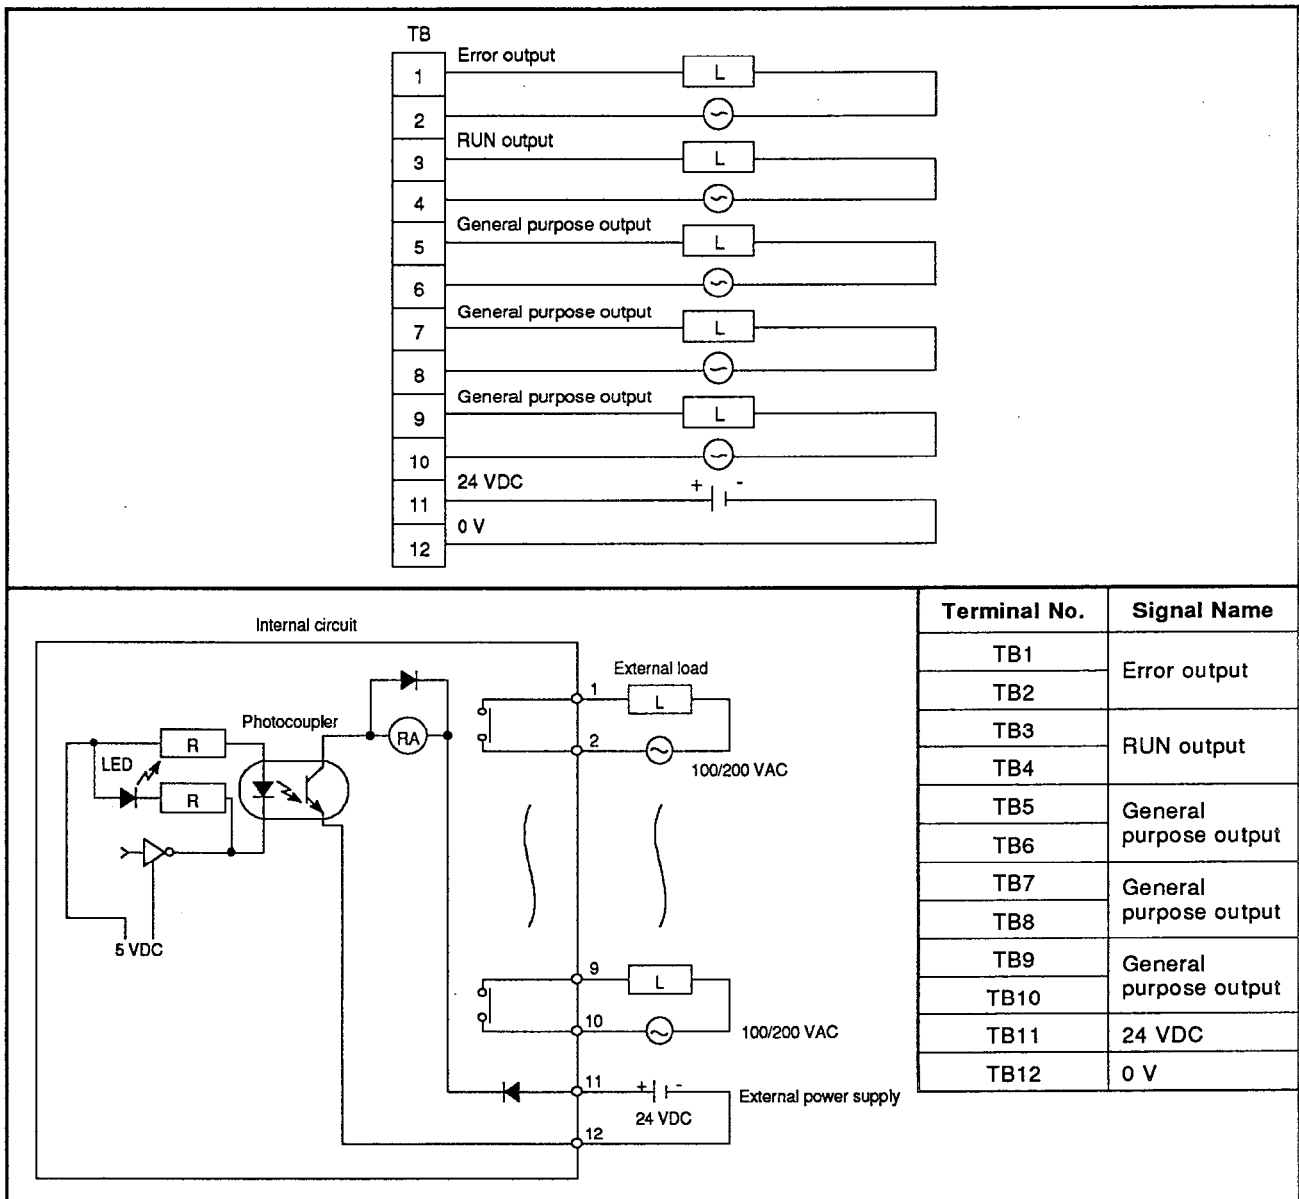 TB
Error output
1
L
2
RUN output
3
L
4
General purpose output
5
L
6
General purpose output
7
L
8
General purpose output
9
L
10
24 VDC
+ -
11
0 V
12
Internal circuit
External load
1
L
2
100/200 VAC
Photocoupler
RA
R
LED
R
5 VDC
9
L
10
100/200 VAC
11
+ -
24 VDC
External power supply
12
Terminal No. Signal Name
TB1
Error output
TB2
TB3
RUN output
TB4
TB5
General
purpose output
TB6
TB7
General
purpose output
TB8
TB9
General
purpose output
TB10
TB11 24 VDC
TB12 0 V